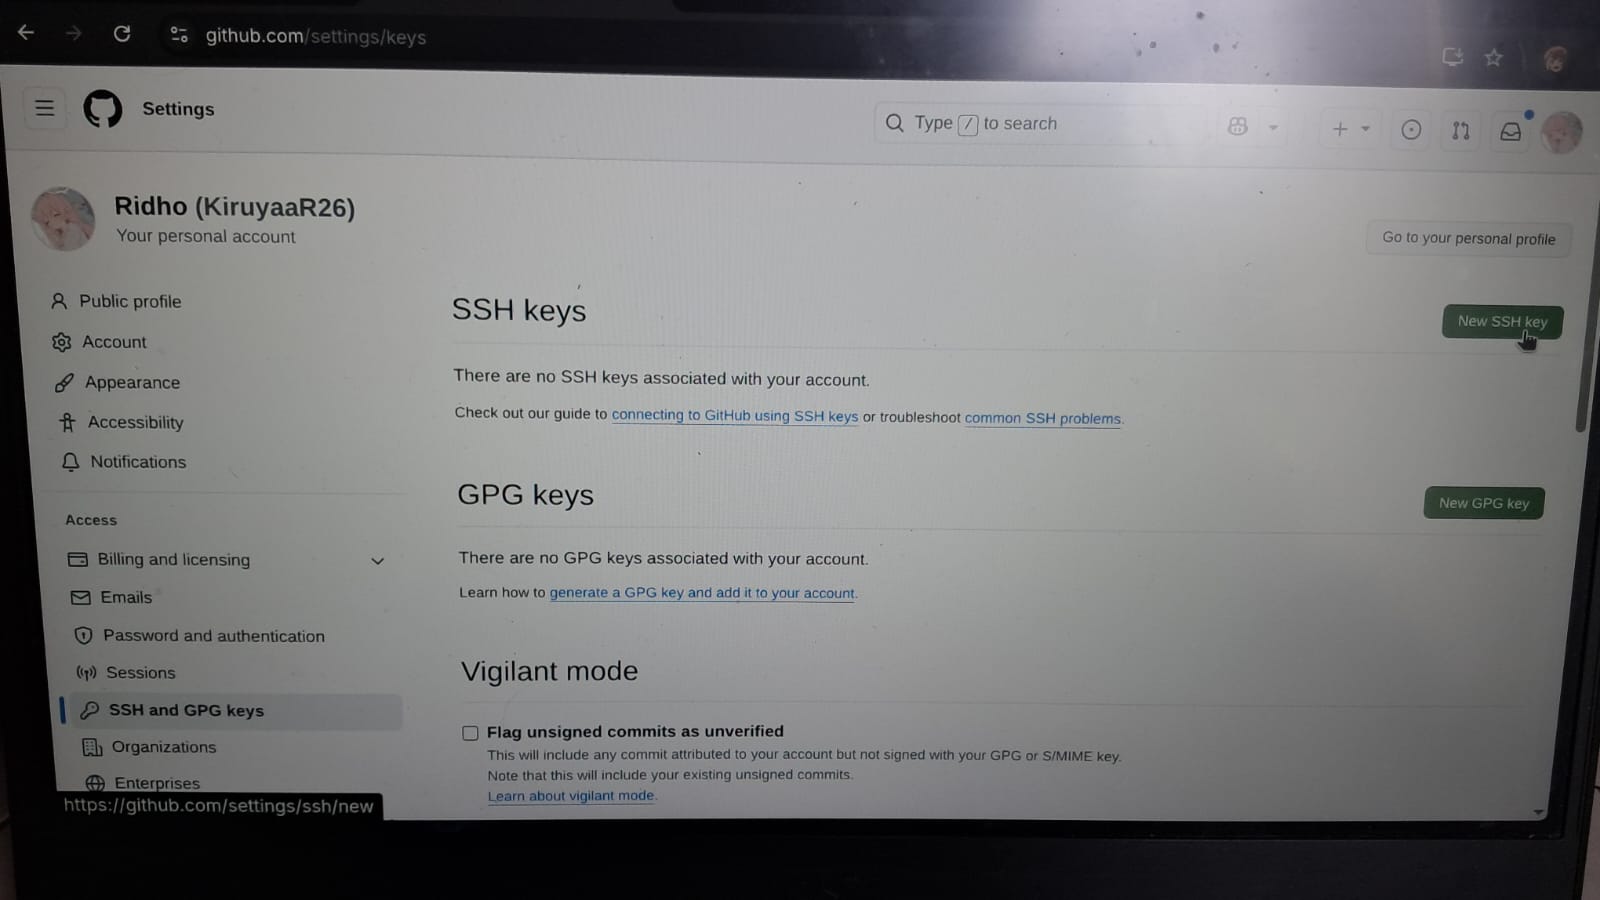 github.com/settings/keys
Settings
Type / to search
Ridho (KiruyaaR26)
Your personal account
Go to your personal profile
Public profile
Account
Appearance
Accessibility
Notifications
Access
Billing and licensing
Emails
Password and authentication
Sessions
SSH and GPG keys
Organizations
Enterprises
https://github.com/settings/ssh/new
SSH keys
New SSH key
There are no SSH keys associated with your account.
Check out our guide to connecting to GitHub using SSH keys or troubleshoot common SSH problems.
GPG keys
New GPG key
There are no GPG keys associated with your account.
Learn how to generate a GPG key and add it to your account.
Vigilant mode
Flag unsigned commits as unverified
This will include any commit attributed to your account but not signed with your GPG or S/MIME key.
Note that this will include your existing unsigned commits.
Learn about vigilant mode.